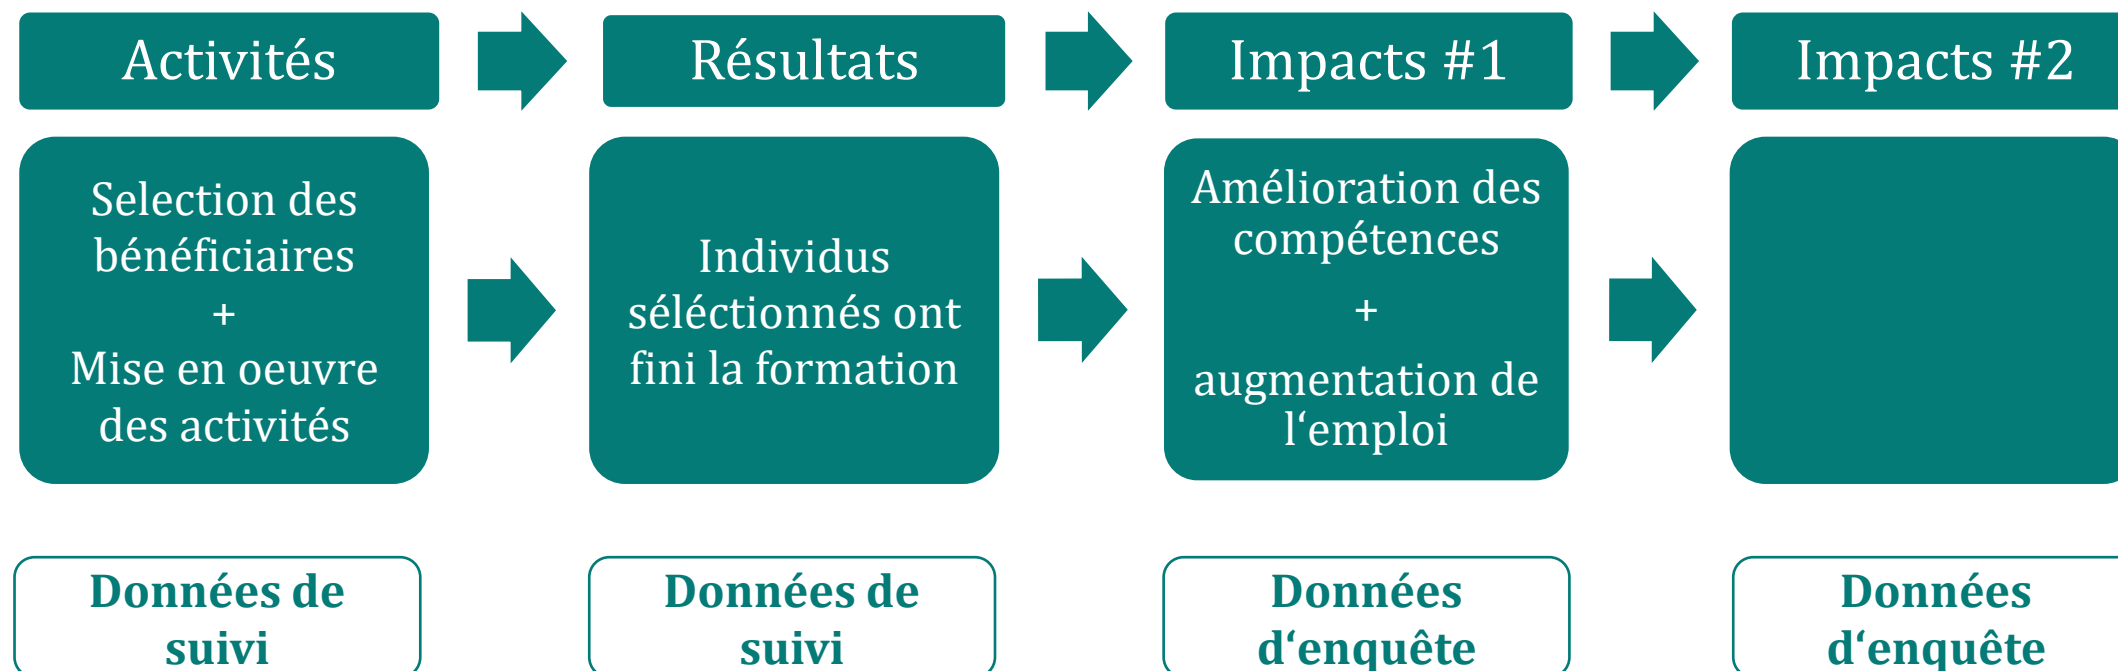 Activités
Résultats
Impacts #1
Impacts #2
Selection des
bénéficiaires
+
Mise en oeuvre
des activités
Individus
séléctionnés ont
fini la formation
Amélioration des
compétences
+
augmentation de
l‘emploi
Données de
suivi
Données de
suivi
Données
d‘enquête
Données
d‘enquête